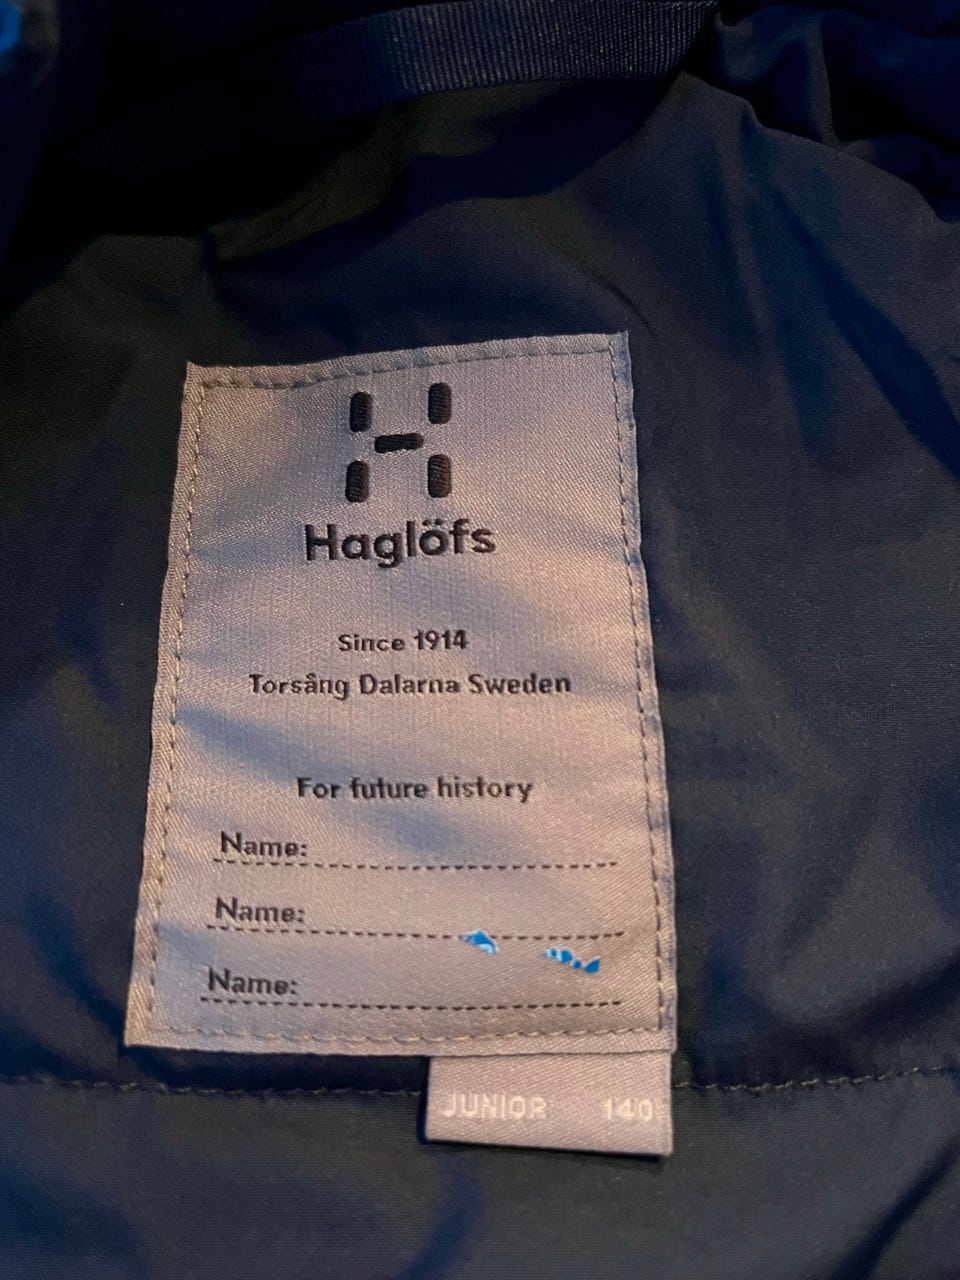 Haglöfs
Since 1914
Torsång Dalarna Sweden
For future history
Name:
Name:
Name:
JUNIOR 140